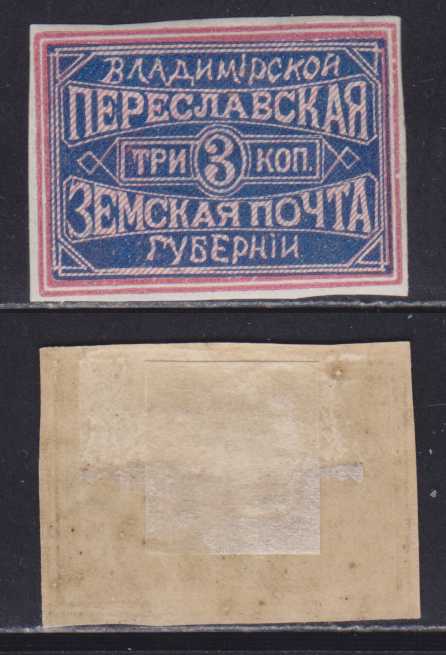 ВЛАДИМІРСКОЙ
ПЕРЕСЛАВСКАЯ
ТРИ 3 КОП.
ЗЕМСКАЯ ПОЧТА
ГУБЕРНІИ